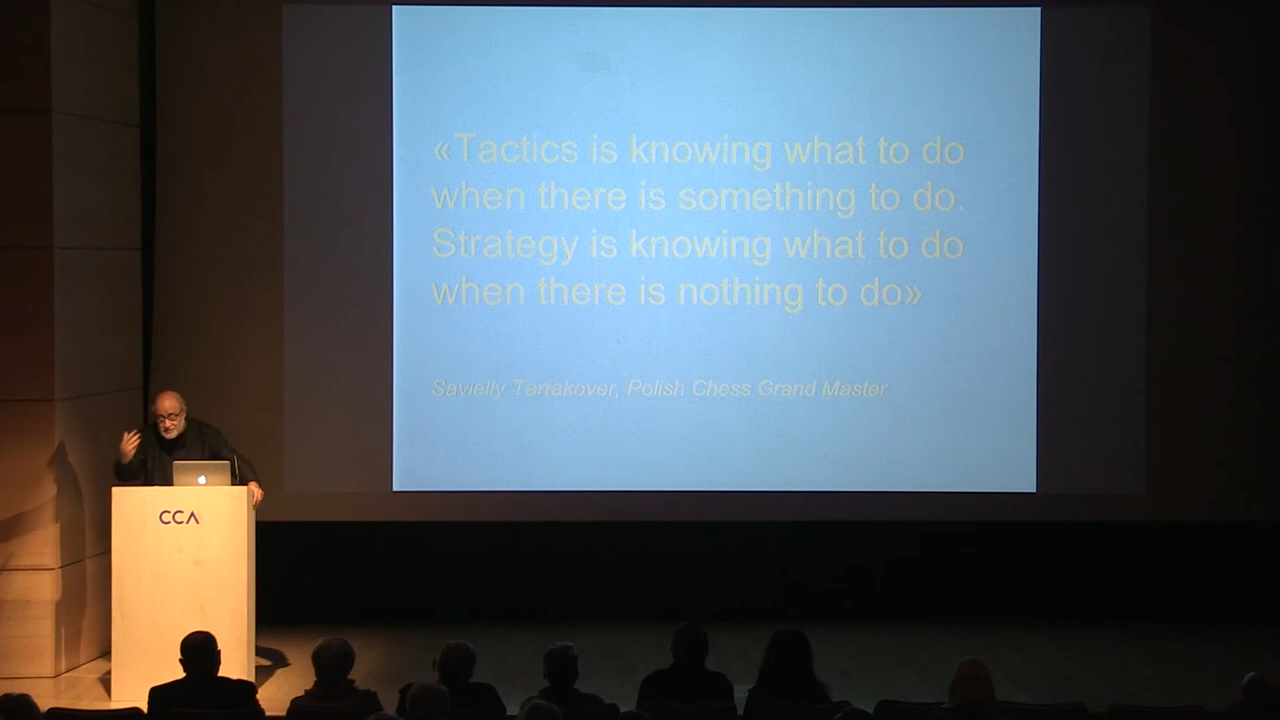 «Tactics is knowing what to do
when there is something to do.
Strategy is knowing what to do
when there is nothing to do»
Savielly Tartakover, Polish Chess Grand Master
CCA